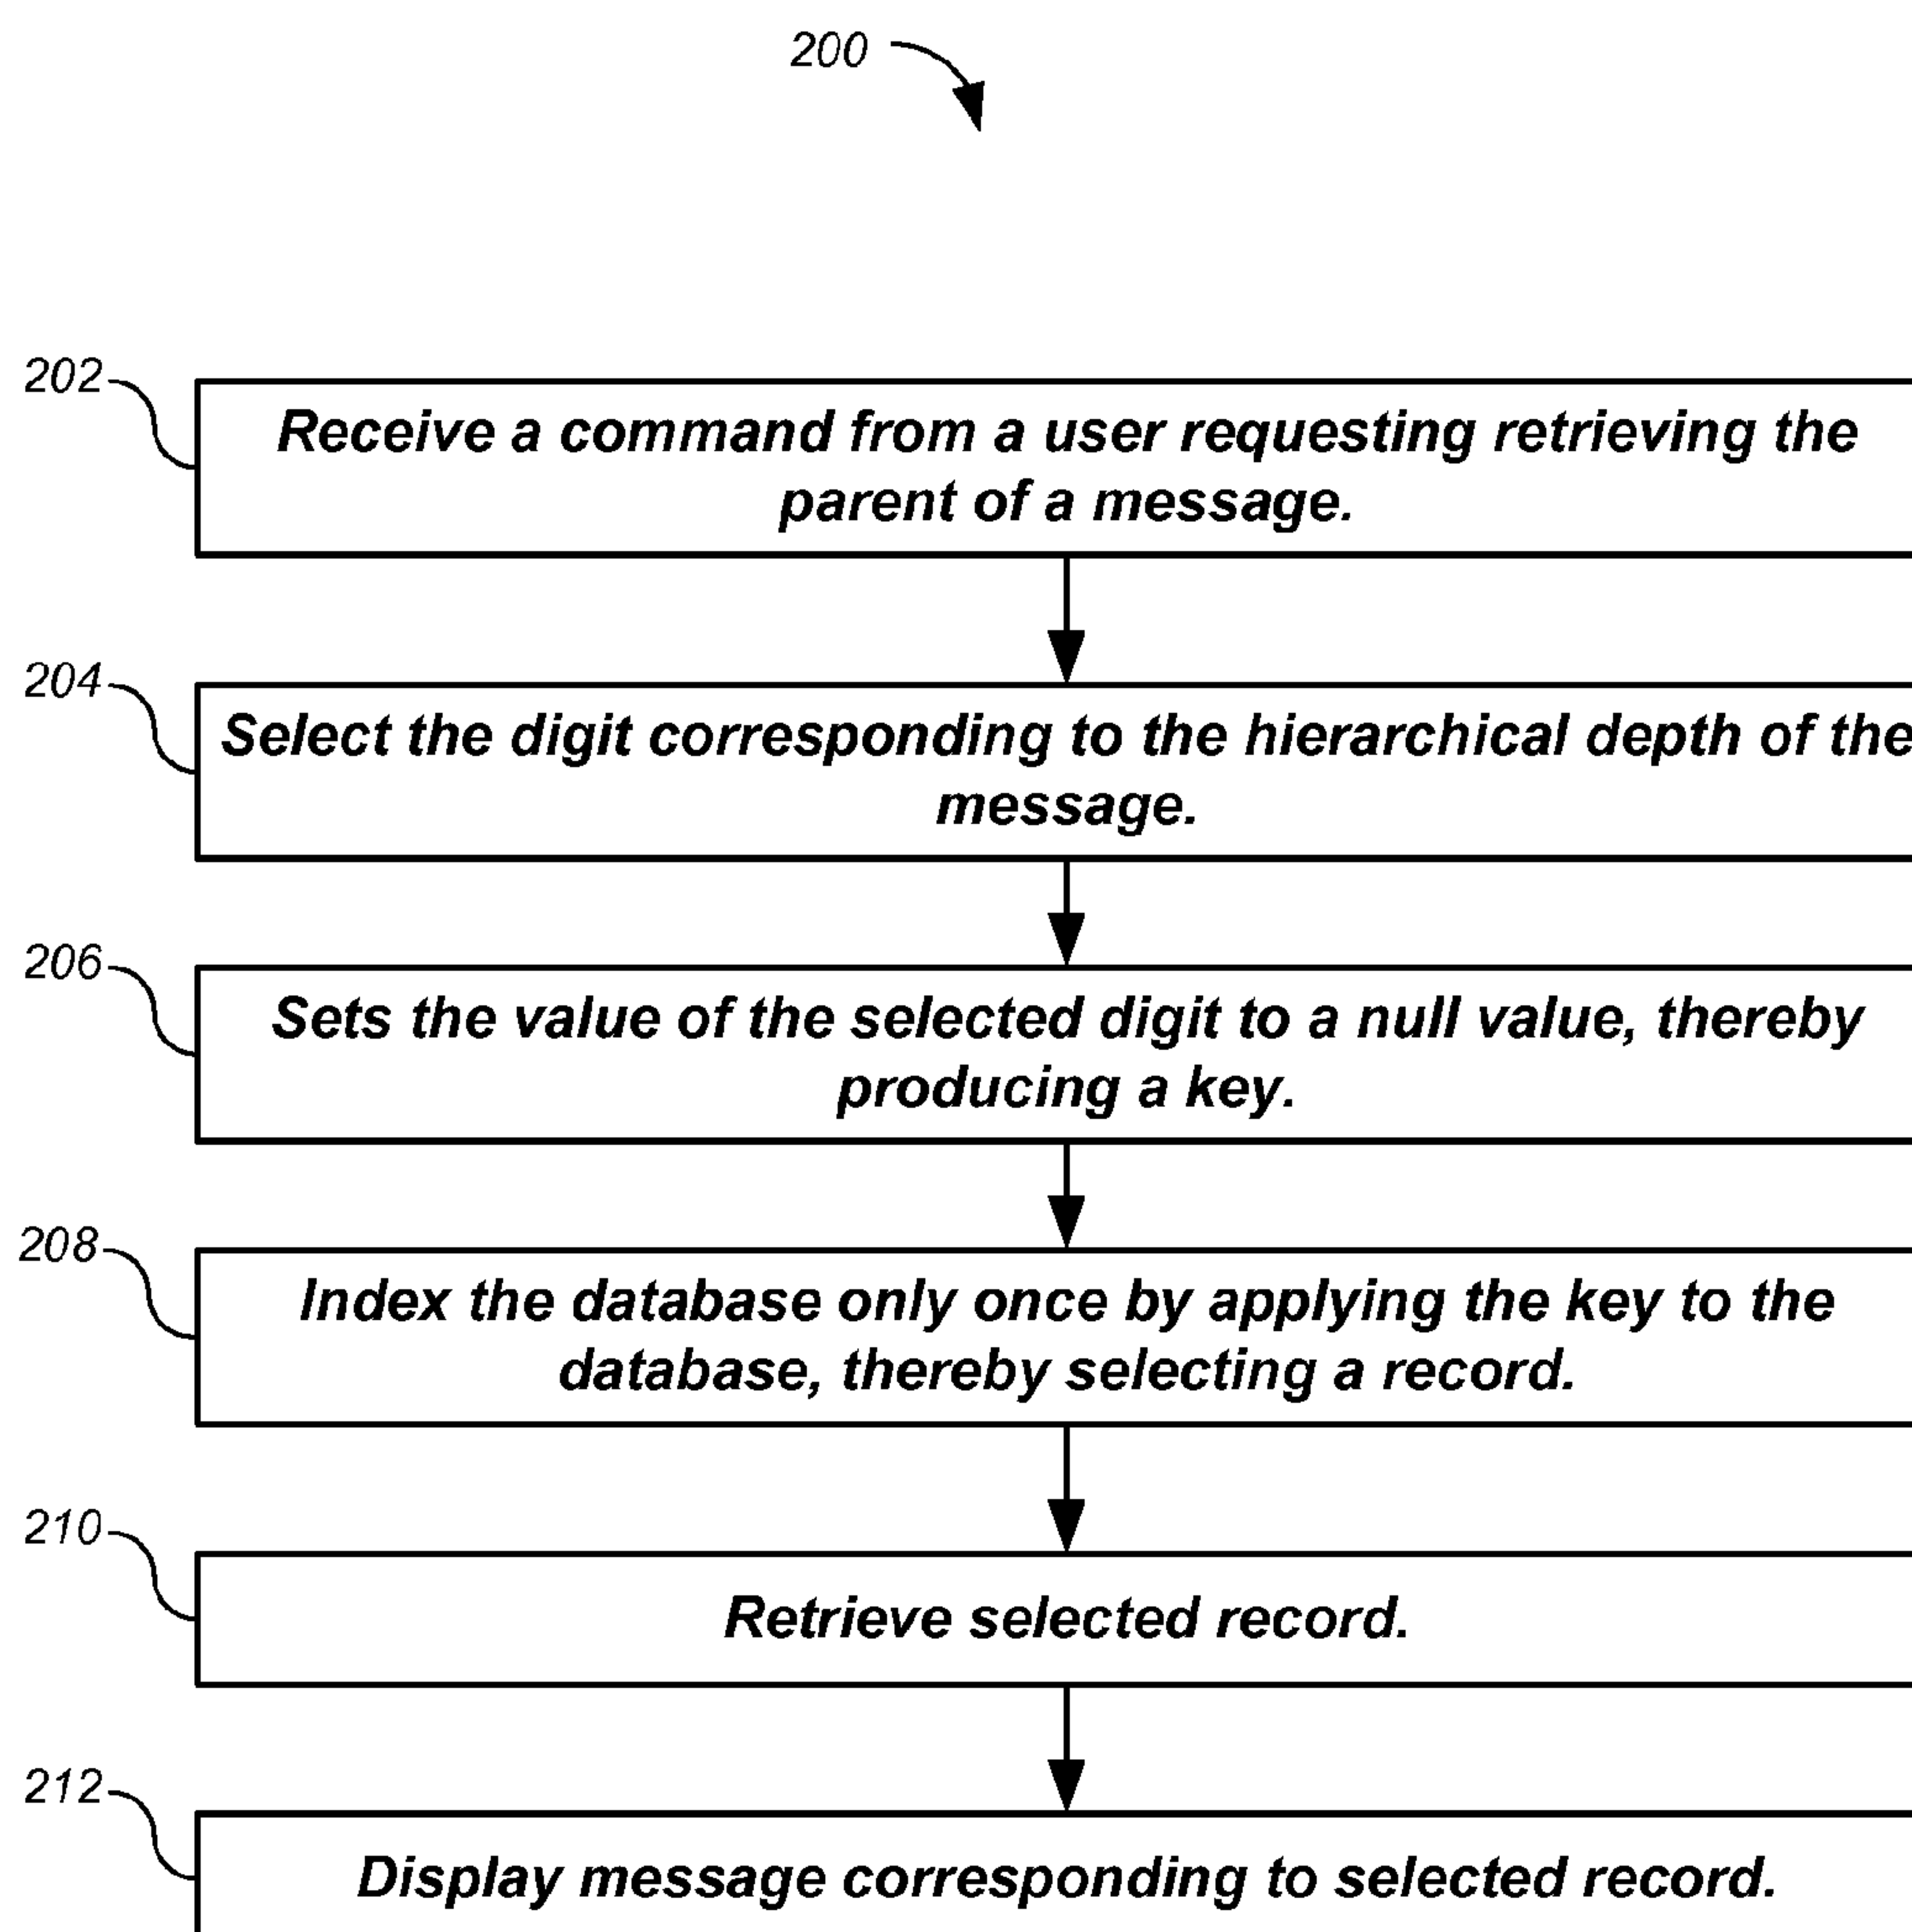 200
202
Receive a command from a user requesting retrieving the
parent of a message.
204
Select the digit corresponding to the hierarchical depth of the
message.
206
Sets the value of the selected digit to a null value, thereby
producing a key.
208
Index the database only once by applying the key to the
database, thereby selecting a record.
210
Retrieve selected record.
212
Display message corresponding to selected record.